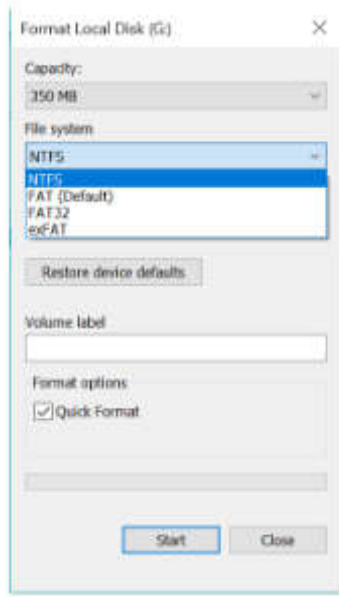 Format Local Disk (G:)
Capacity:
350 MB
File system
NTFS
NTFS
FAT (Default)
FAT32
exFAT
Restore device defaults
Volume label
Format options
Quick Format
Start
Close